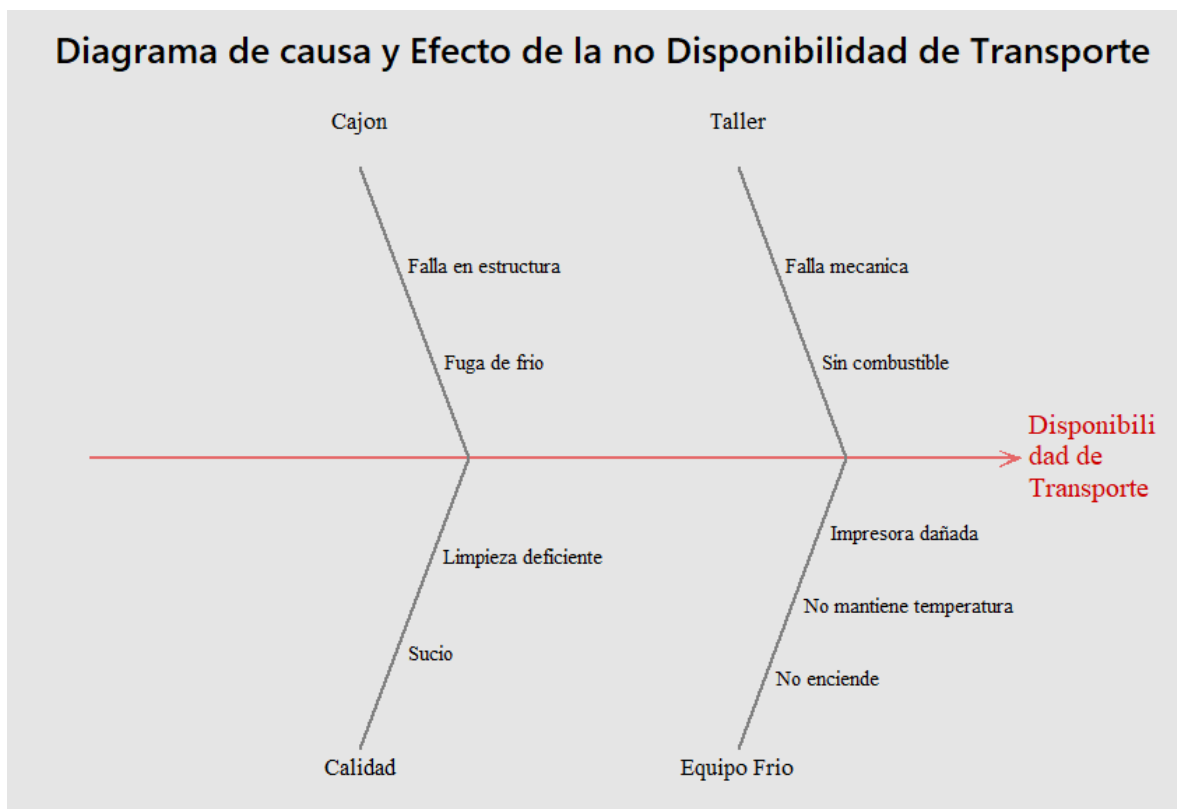 Diagrama de causa y Efecto de la no Disponibilidad de Transporte
Cajon
Taller
Falla en estructura
Falla mecanica
Fuga de frio
Sin combustible
Disponibili
dad de
Transporte
Impresora dañada
Limpieza deficiente
No mantiene temperatura
Sucio
No enciende
Calidad
Equipo Frio